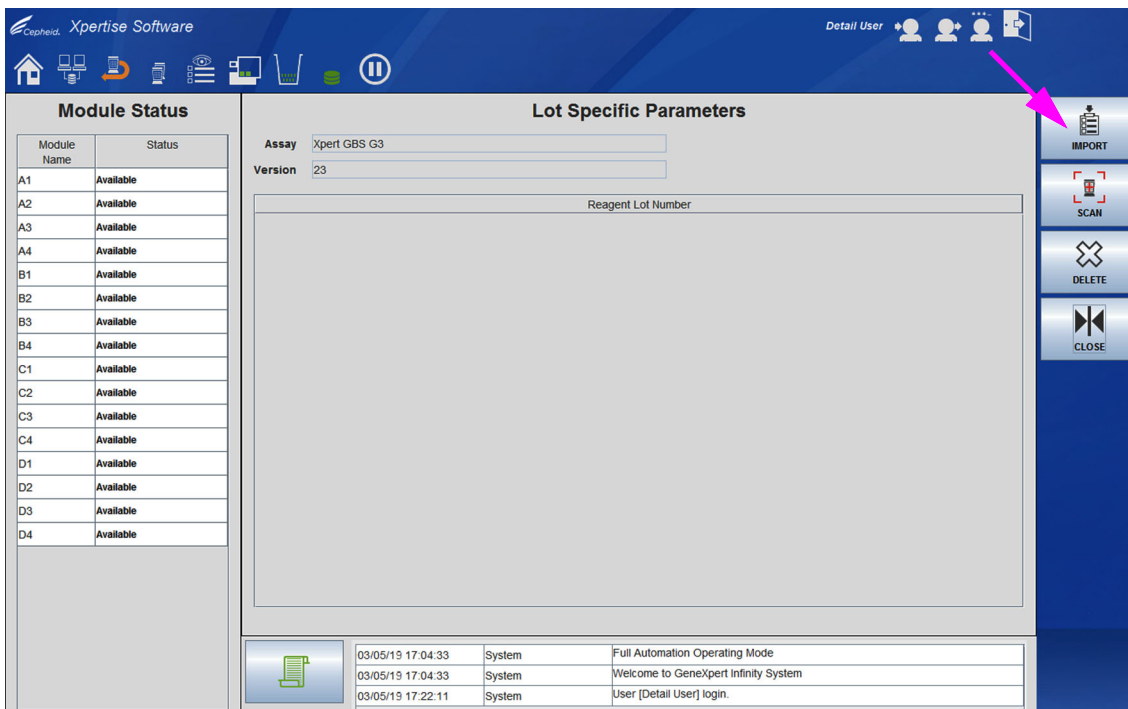 Cepheid. Xpertise Software
Detail User
Module Status
Module Name Status
A1 Available
A2 Available
A3 Available
A4 Available
B1 Available
B2 Available
B3 Available
B4 Available
C1 Available
C2 Available
C3 Available
C4 Available
D1 Available
D2 Available
D3 Available
D4 Available
Lot Specific Parameters
Assay Xpert GBS G3
Version 23
Reagent Lot Number
IMPORT
SCAN
DELETE
CLOSE
03/05/19 17:04:33 System Full Automation Operating Mode
03/05/19 17:04:33 System Welcome to GeneXpert Infinity System
03/05/19 17:22:11 System User [Detail User] login.